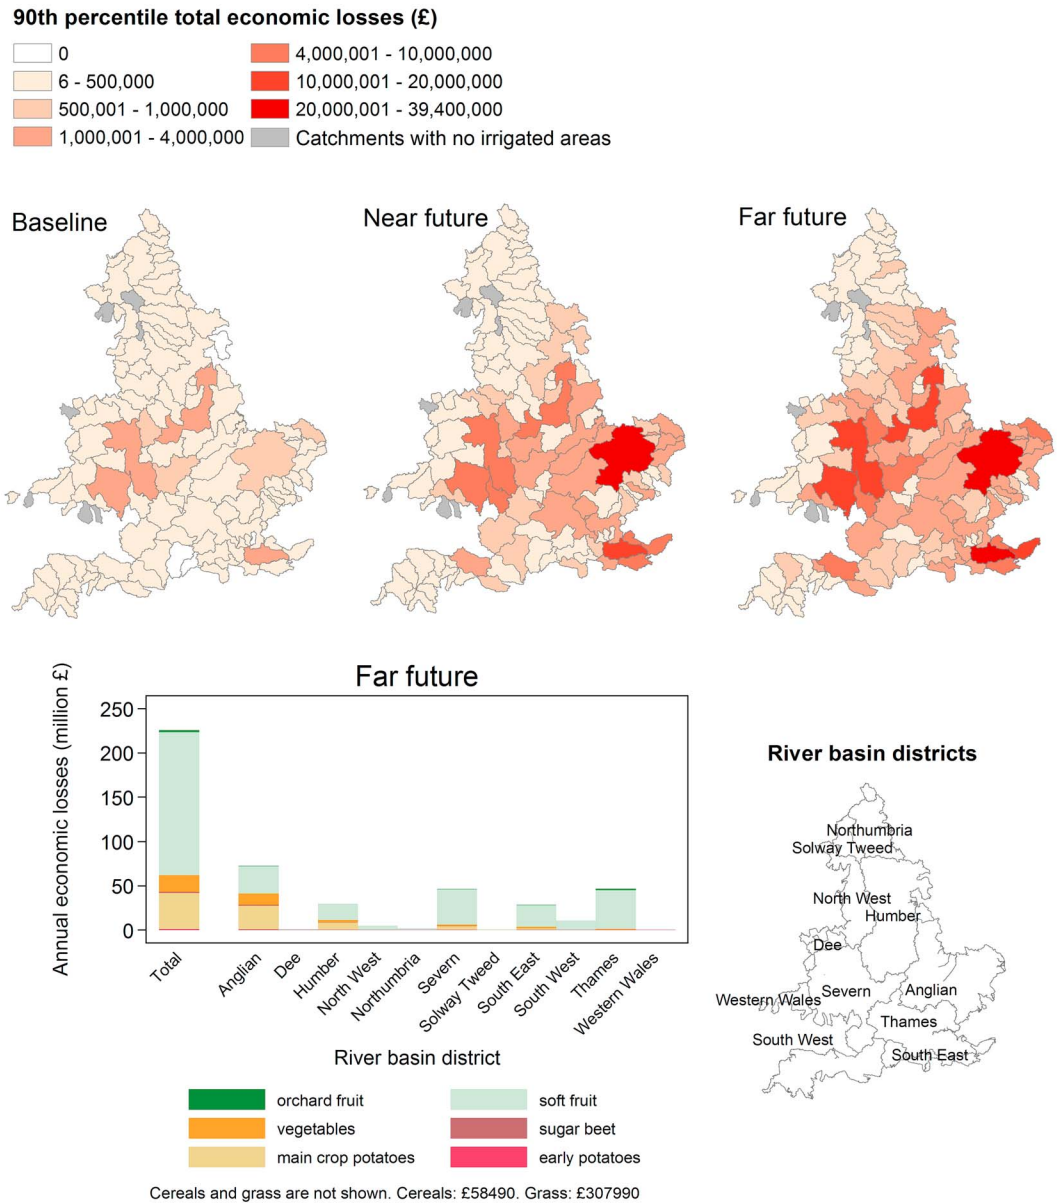 90th percentile total economic losses (£)
0
6 - 500,000
500,001 - 1,000,000
1,000,001 - 4,000,000
4,000,001 - 10,000,000
10,000,001 - 20,000,000
20,000,001 - 39,400,000
Catchments with no irrigated areas
Baseline
Near future
Far future
Far future
Annual economic losses (million £)
250
200
150
100
50
0
Total
Anglian
Dee
Humber
North West
Northumbria
Severn
Solway Tweed
South East
South West
Thames
Western Wales
River basin district
River basin districts
Northumbria
Solway Tweed
North West
Humber
Dee
Western Wales
Severn
Anglian
Thames
South West
South East
orchard fruit
vegetables
main crop potatoes
soft fruit
sugar beet
early potatoes
Cereals and grass are not shown. Cereals: £58490. Grass: £307990